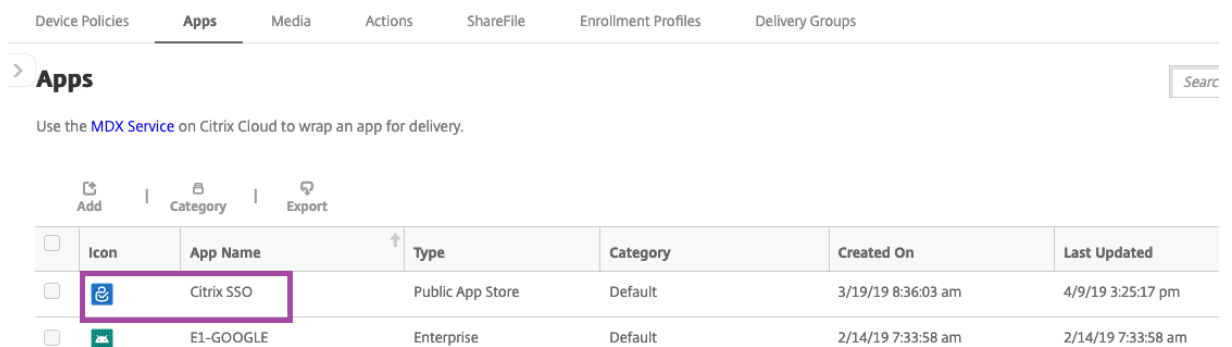 Device Policies Apps Media Actions ShareFile Enrollment Profiles Delivery Groups
Apps
Searc
Use the MDX Service on Citrix Cloud to wrap an app for delivery.
Add | Category | Export
Icon App Name Type Category Created On Last Updated
Citrix SSO Public App Store Default 3/19/19 8:36:03 am 4/9/19 3:25:17 pm
E1-GOOGLE Enterprise Default 2/14/19 7:33:58 am 2/14/19 7:33:58 am